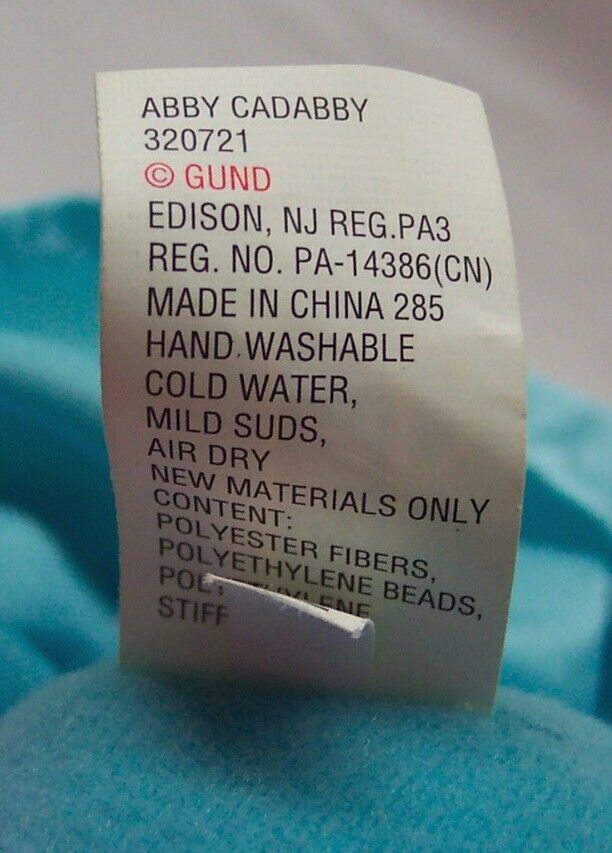 ABBY CADABBY
320721
© GUND
EDISON, NJ REG.PA3
REG. NO. PA-14386(CN)
MADE IN CHINA 285
HAND WASHABLE
COLD WATER,
MILD SUDS,
AIR DRY
NEW MATERIALS ONLY
CONTENT:
POLYESTER FIBERS,
POLYETHYLENE BEADS,